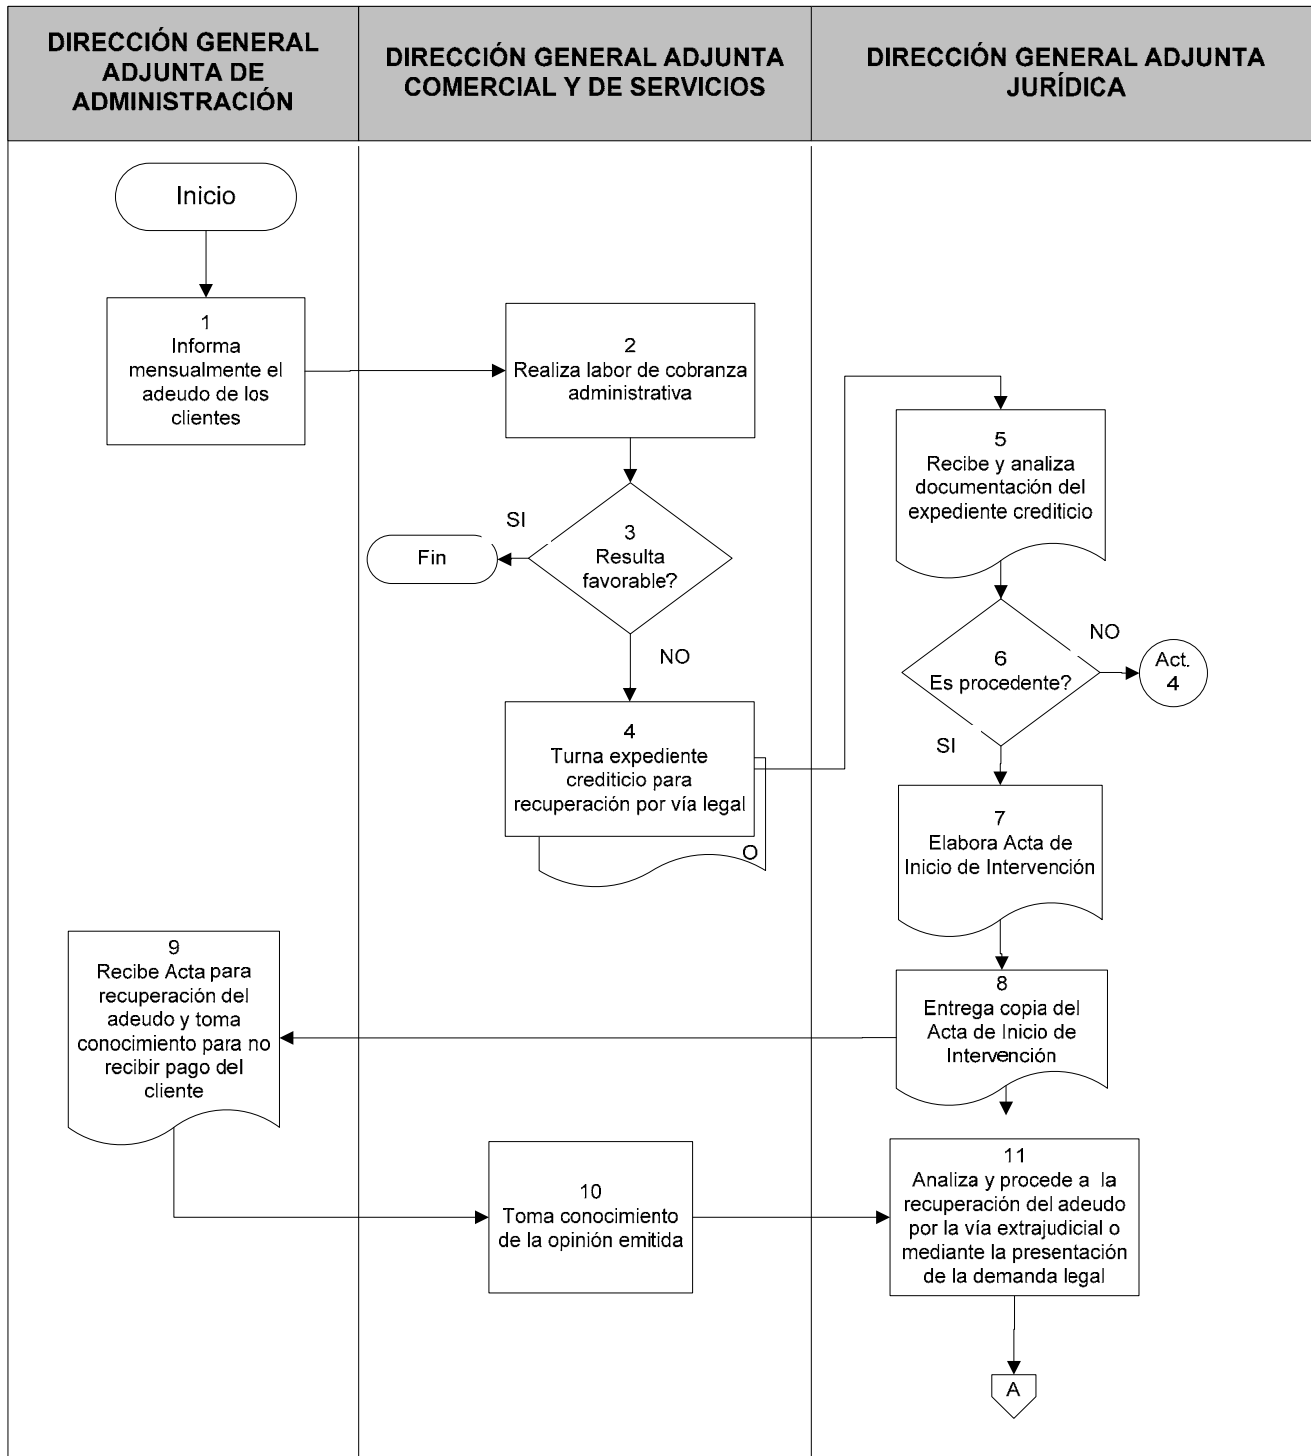 DIRECCIÓN GENERAL
ADJUNTA DE
ADMINISTRACIÓN
DIRECCIÓN GENERAL ADJUNTA
COMERCIAL Y DE SERVICIOS
DIRECCIÓN GENERAL ADJUNTA
JURÍDICA
Inicio
1
Informa
mensualmente el
adeudo de los
clientes
2
Realiza labor de cobranza
administrativa
3
Resulta
favorable?
SI
Fin
NO
4
Turna expediente
crediticio para
recuperación por vía legal
O
5
Recibe y analiza
documentación del
expediente crediticio
6
Es procedente?
NO
Act.
4
SI
7
Elabora Acta de
Inicio de Intervención
8
Entrega copia del
Acta de Inicio de
Intervención
9
Recibe Acta para
recuperación del
adeudo y toma
conocimiento para no
recibir pago del
cliente
10
Toma conocimiento
de la opinión emitida
11
Analiza y procede a la
recuperación del adeudo
por la vía extrajudicial o
mediante la presentación
de la demanda legal
A